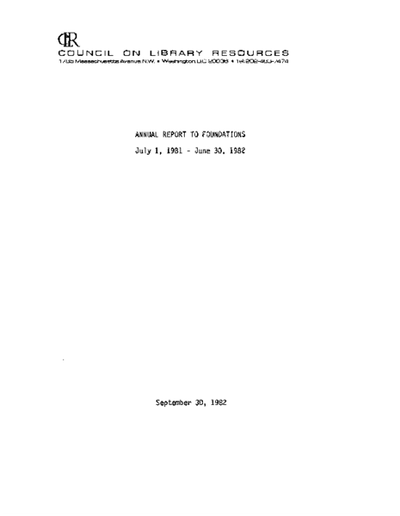 CLR
COUNCIL ON LIBRARY RESOURCES
1785 Massachusetts Avenue, N.W. • Washington, D.C. 20036 • Tel. 202-483-7474
ANNUAL REPORT TO FOUNDATIONS
July 1, 1981 - June 30, 1982
September 30, 1982